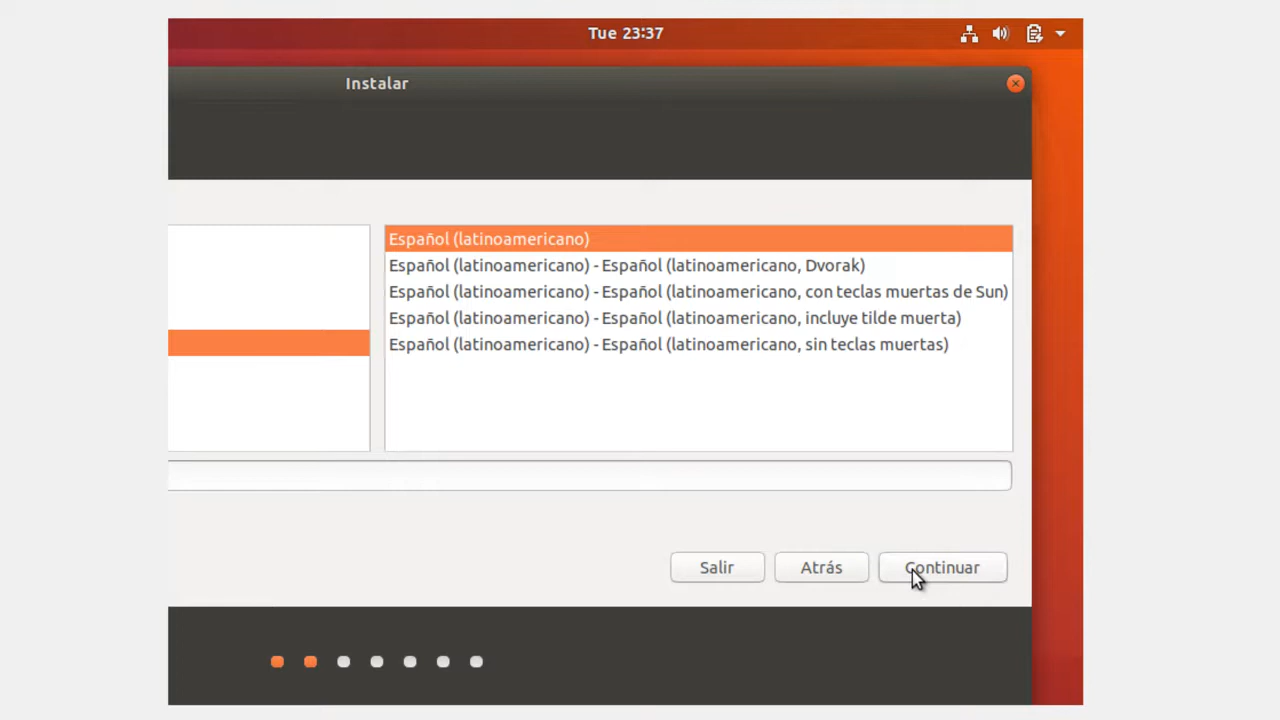 Tue 23:37
Instalar
Español (latinoamericano)
Español (latinoamericano) - Español (latinoamericano, Dvorak)
Español (latinoamericano) - Español (latinoamericano, con teclas muertas de Sun)
Español (latinoamericano) - Español (latinoamericano, incluye tilde muerta)
Español (latinoamericano) - Español (latinoamericano, sin teclas muertas)
Salir Atrás Continuar